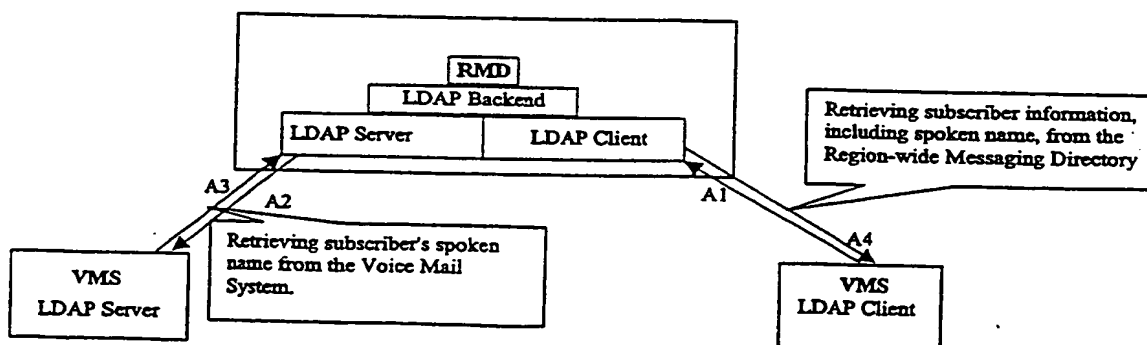 RMD
LDAP Backend
LDAP Server
LDAP Client
Retrieving subscriber information,
including spoken name, from the
Region-wide Messaging Directory
A3
A2
A1
A4
Retrieving subscriber's spoken
name from the Voice Mail
System.
VMS
LDAP Server
VMS
LDAP Client